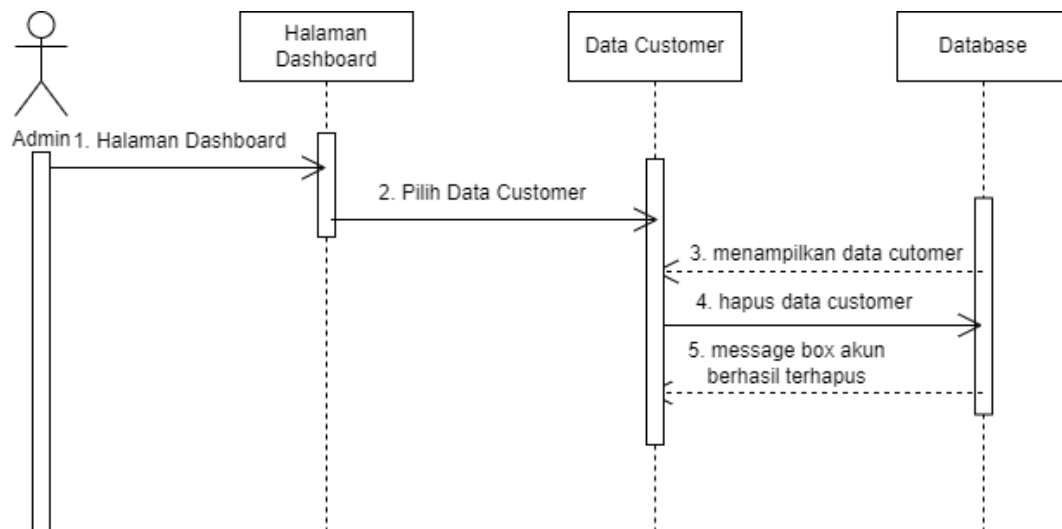 Halaman
Dashboard
Data Customer
Database
Admin
1. Halaman Dashboard
2. Pilih Data Customer
3. menampilkan data cutomer
4. hapus data customer
5. message box akun
berhasil terhapus